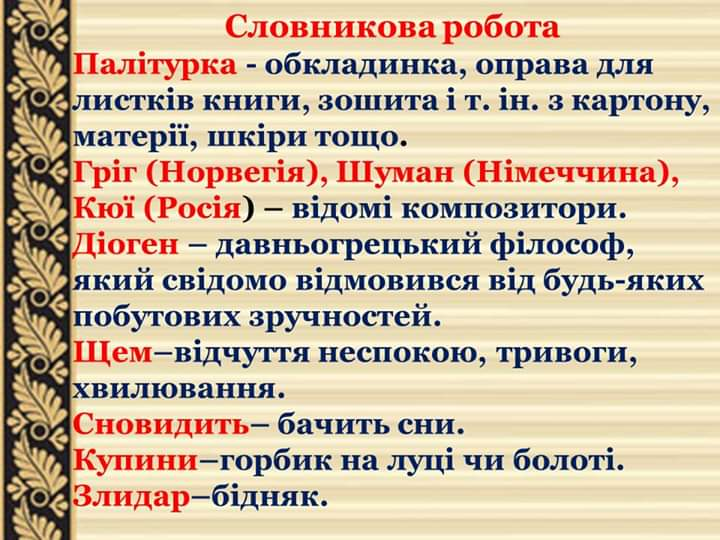 Словникова робота
Палітурка - обкладинка, оправа для
листків книги, зошита і т. ін. з картону,
матерії, шкіри тощо.
Гріг (Норвегія), Шуман (Німеччина),
Кюї (Росія) – відомі композитори.
Діоген – давньогрецький філософ,
який свідомо відмовився від будь-яких
побутових зручностей.
Щем–відчуття неспокою, тривоги,
хвилювання.
Сновидить– бачить сни.
Купини–горбик на луці чи болоті.
Злидар–бідняк.